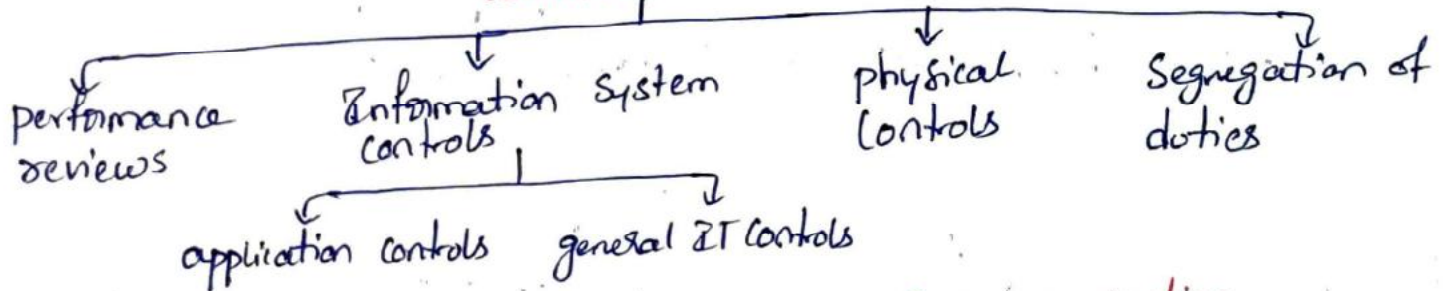 performance reviews
Information System controls
physical controls
Segregation of duties
application controls
general IT controls